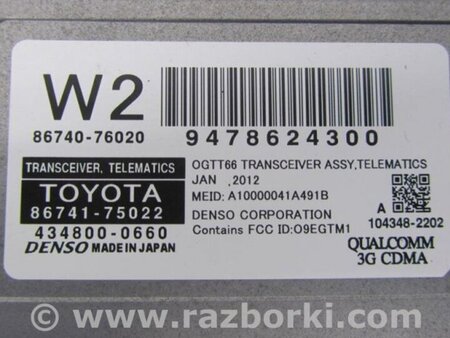 W2
86740-76020
9478624300
TRANSCEIVER, TELEMATICS
TOYOTA
86741-75022
434800-0660
DENSO MADE IN JAPAN
OGTT66 TRANSCEIVER ASSY,TELEMATICS
JAN ,2012
MEID: A10000041A491B
DENSO CORPORATION
Contains FCC ID:O9EGTM1
A
104348-2202
QUALCOMM
3G CDMA
www.razborki.com